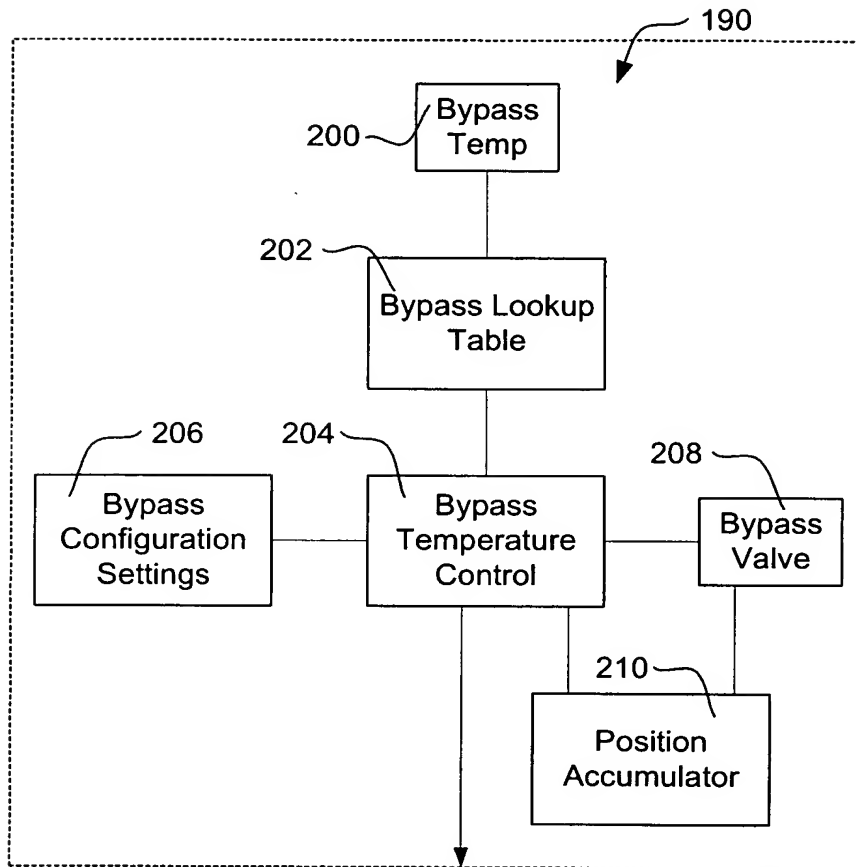 190
200
Bypass
Temp
202
Bypass Lookup
Table
206
204
208
Bypass
Configuration
Settings
Bypass
Temperature
Control
Bypass
Valve
210
Position
Accumulator